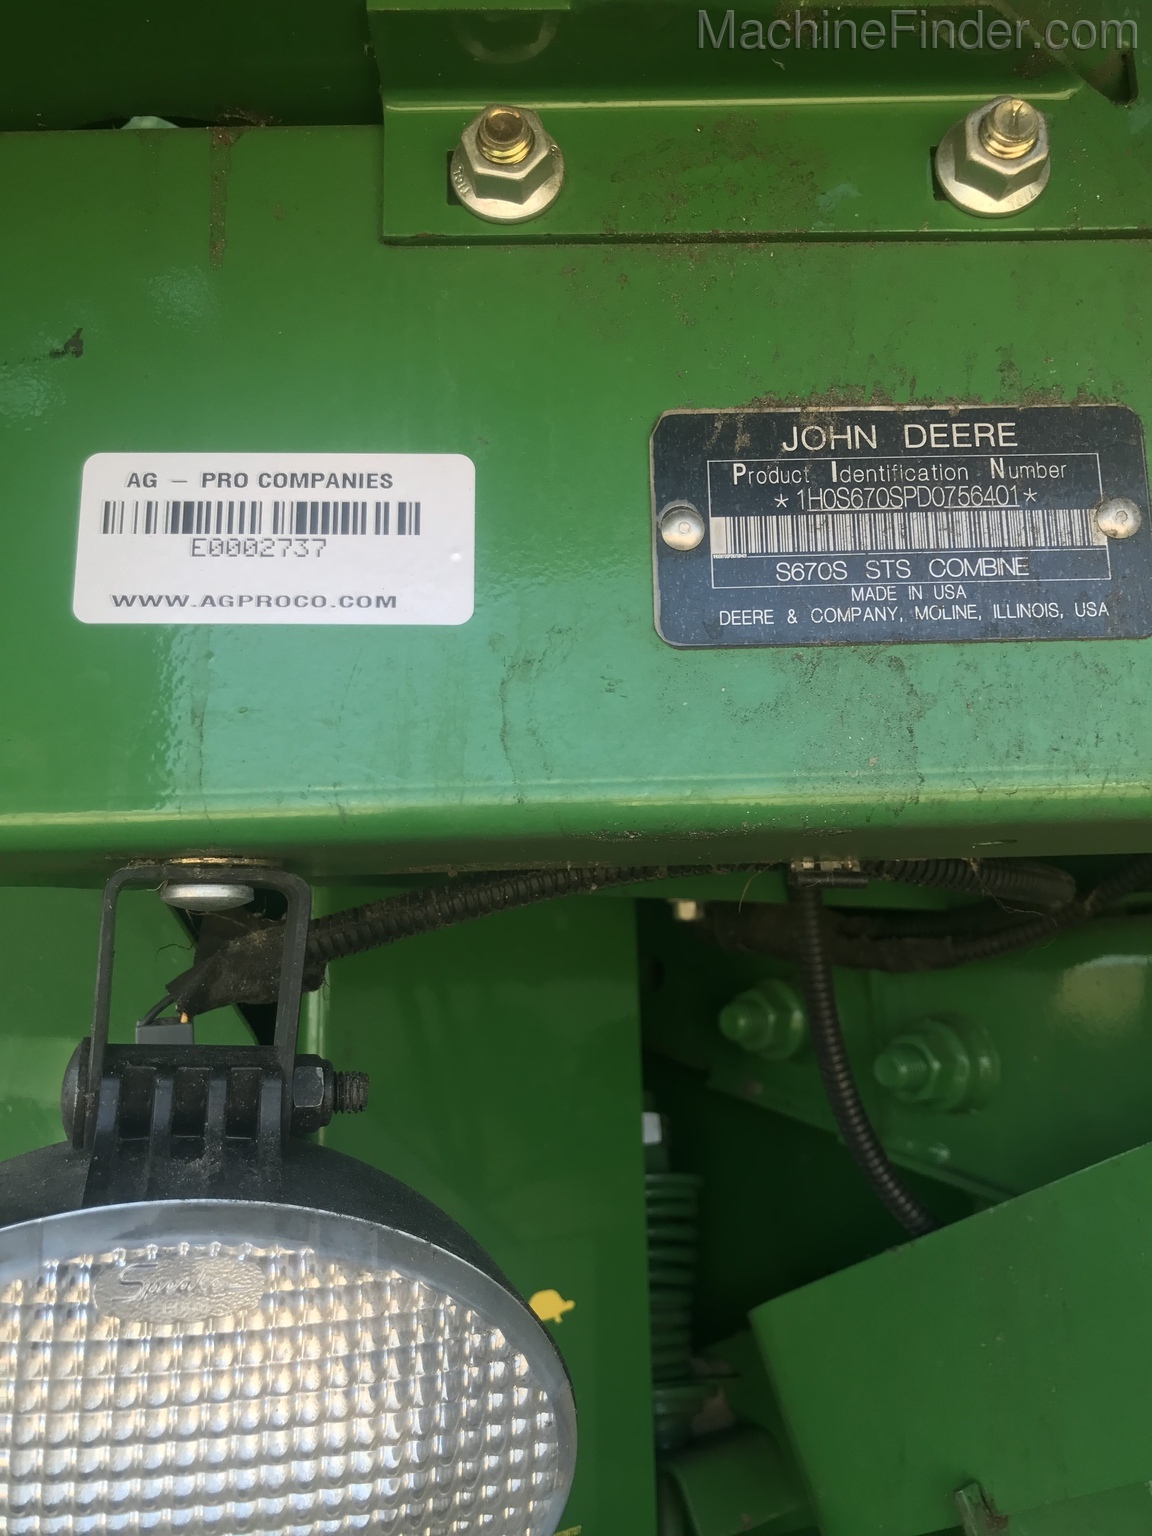 MachineFinder.com
JOHN DEERE
Product Identification Number
*1H0S670SPD0756401*
S670S STS COMBINE
MADE IN USA
DEERE & COMPANY, MOLINE, ILLINOIS, USA
AG - PRO COMPANIES
E0002737
WWW.AGPROCO.COM